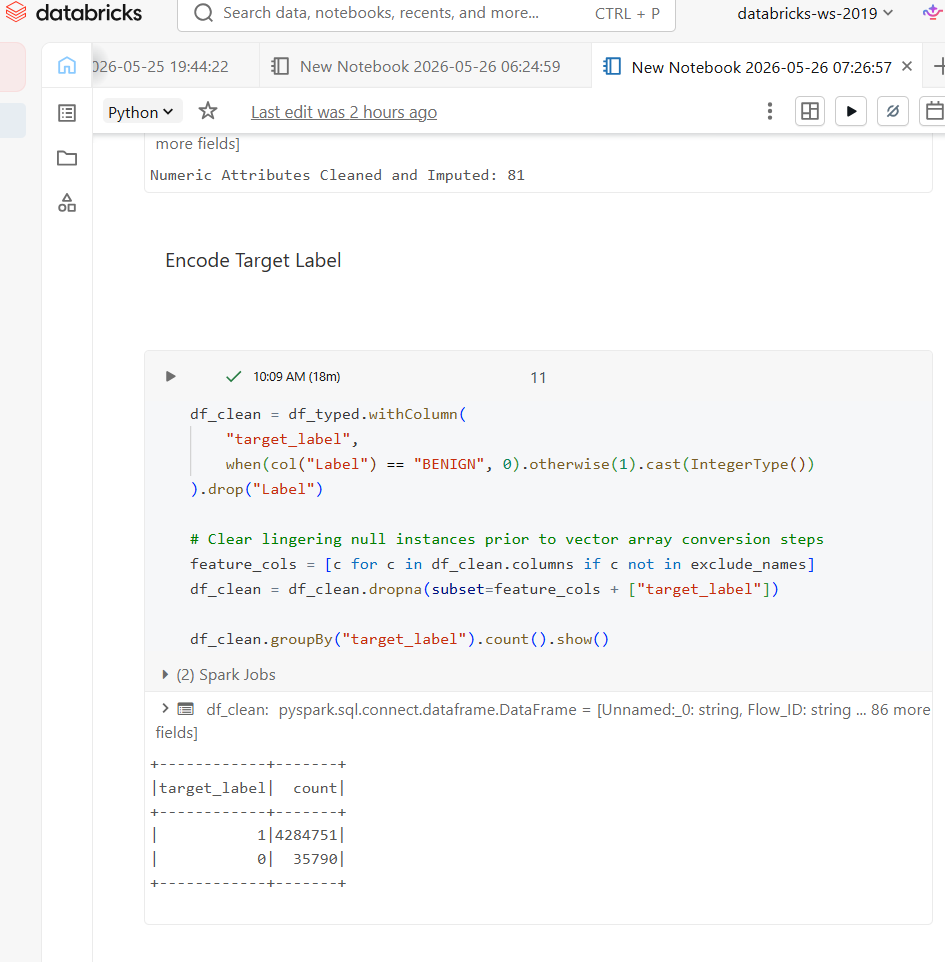 databricks
Search data, notebooks, recents, and more...
CTRL + P
databricks-ws-2019
026-05-25 19:44:22
New Notebook 2026-05-26 06:24:59
New Notebook 2026-05-26 07:26:57
Python
Last edit was 2 hours ago
more fields]
Numeric Attributes Cleaned and Imputed: 81
Encode Target Label
10:09 AM (18m)
11
df_clean = df_typed.withColumn(
    "target_label",
    when(col("Label") == "BENIGN", 0).otherwise(1).cast(IntegerType())
).drop("Label")
# Clear lingering null instances prior to vector array conversion steps
feature_cols = [c for c in df_clean.columns if c not in exclude_names]
df_clean = df_clean.dropna(subset=feature_cols + ["target_label"])
df_clean.groupBy("target_label").count().show()
(2) Spark Jobs
df_clean: pyspark.sql.connect.dataframe.DataFrame = [Unnamed:_0: string, Flow_ID: string ... 86 more
fields]
+------------+-------+
|target_label|  count|
+------------+-------+
|           1|4284751|
|           0|  35790|
+------------+-------+